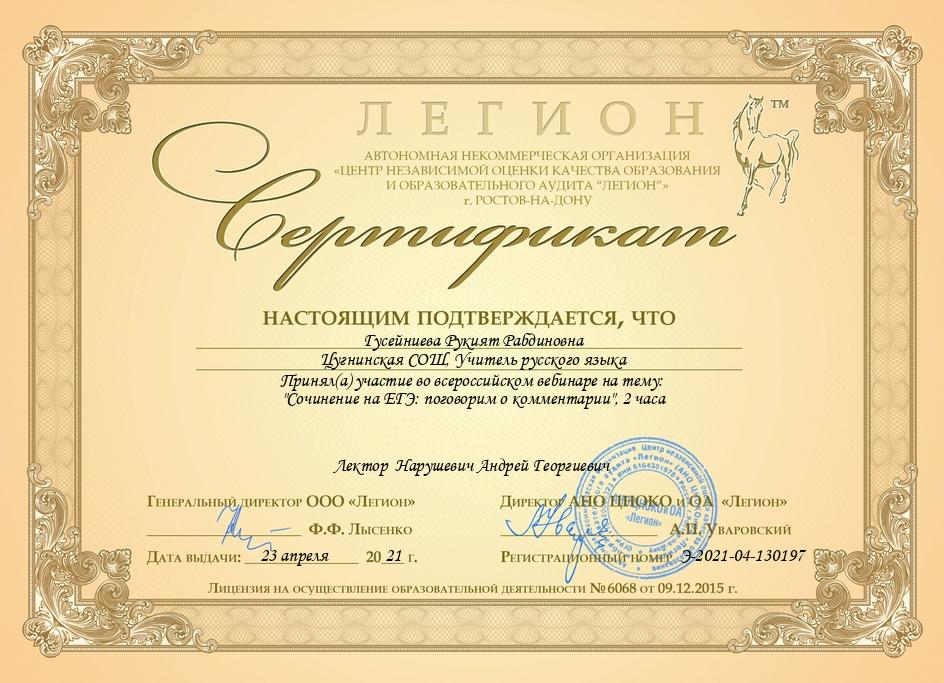 ЛЕГИОН ™
АВТОНОМНАЯ НЕКОММЕРЧЕСКАЯ ОРГАНИЗАЦИЯ
«ЦЕНТР НЕЗАВИСИМОЙ ОЦЕНКИ КАЧЕСТВА ОБРАЗОВАНИЯ
И ОБРАЗОВАТЕЛЬНОГО АУДИТА "ЛЕГИОН"»
г. РОСТОВ-НА-ДОНУ
Сертификат
НАСТОЯЩИМ ПОДТВЕРЖДАЕТСЯ, ЧТО
Гусейниева Рукият Рабдиновна
Цугнинская СОШ, Учитель русского языка
Принял(а) участие во всероссийском вебинаре на тему:
"Сочинение на ЕГЭ: поговорим о комментарии", 2 часа
Лектор Нарушевич Андрей Георгиевич
Генеральный директор ООО «Легион»
Ф.Ф. Лысенко
Дата выдачи: 23 апреля 20 21 г.
Директор АНО ЦНОКО и ОА «Легион»
А.П. Уваровский
Регистрационный номер Э-2021-04-130197
Лицензия на осуществление образовательной деятельности №6068 от 09.12.2015 г.